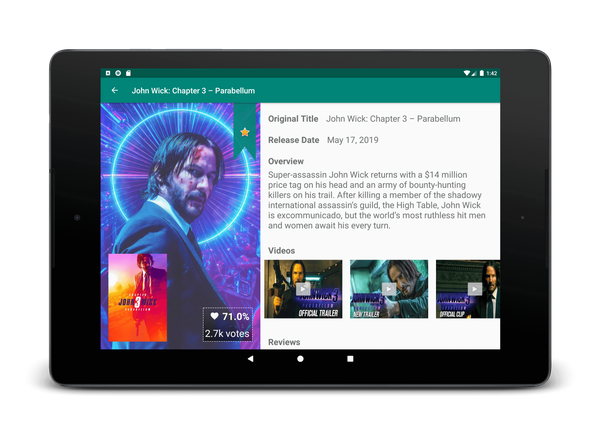 1:42
John Wick: Chapter 3 – Parabellum
Original Title John Wick: Chapter 3 – Parabellum
Release Date May 17, 2019
Overview
Super-assassin John Wick returns with a $14 million
price tag on his head and an army of bounty-hunting
killers on his trail. After killing a member of the shadowy
international assassin's guild, the High Table, John Wick
is excommunicado, but the world's most ruthless hit men
and women await his every turn.
Videos
OFFICIAL TRAILER
NEW TRAILER
OFFICIAL CLIP
JOHN WICK
3
PARABELLUM
71.0%
2.7k votes
Reviews